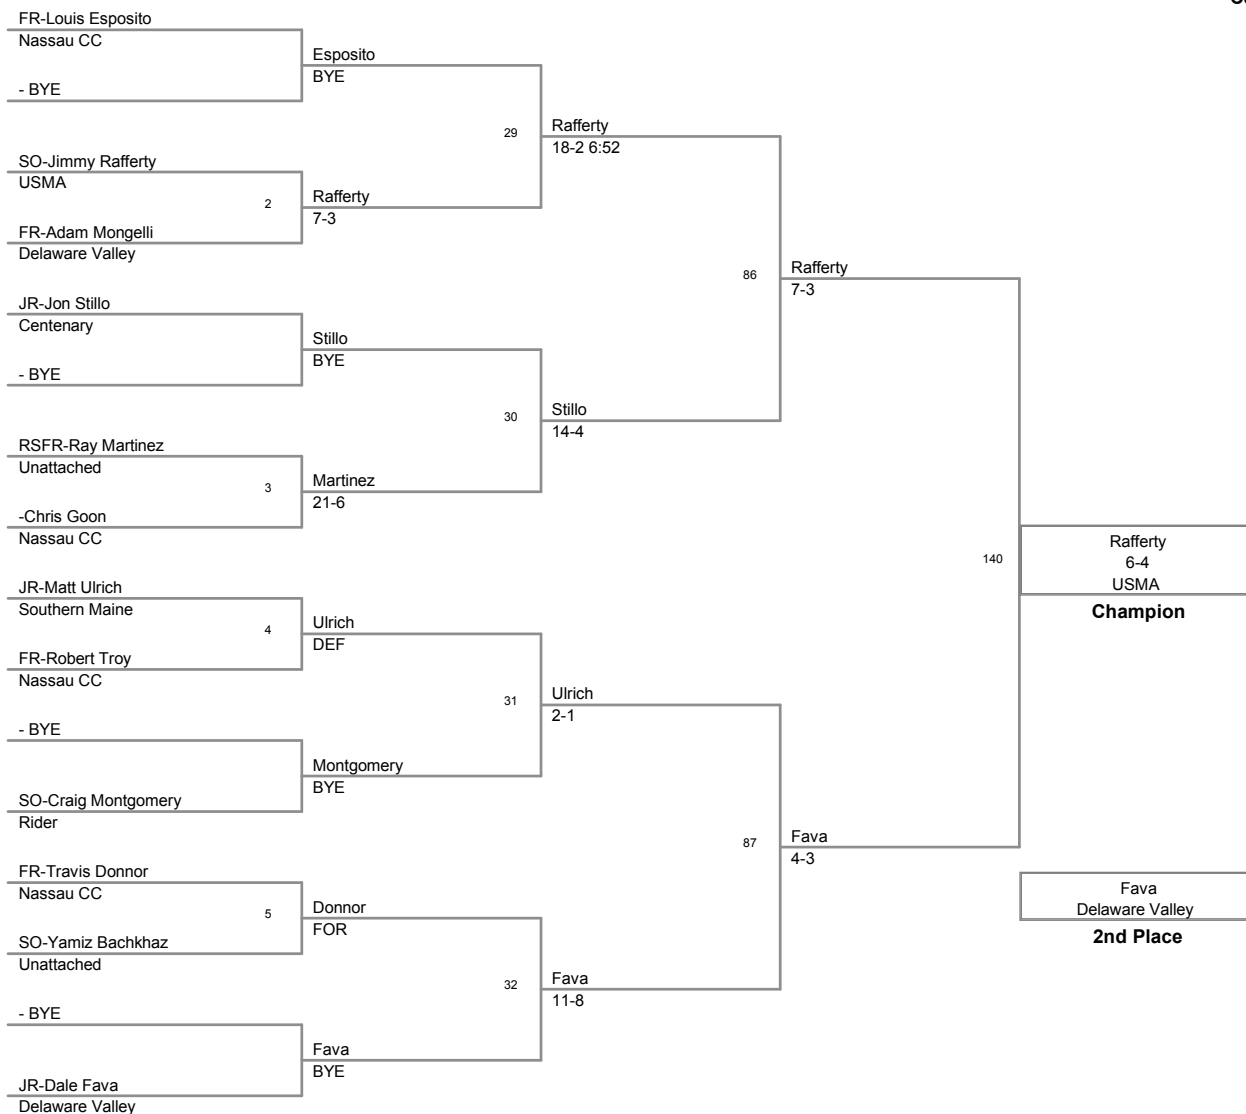 FR-Louis Esposito
Nassau CC
- BYE
SO-Jimmy Rafferty
USMA
2
FR-Adam Mongelli
Delaware Valley
JR-Jon Stillo
Centenary
- BYE
RSFR-Ray Martinez
Unattached
3
-Chris Goon
Nassau CC
JR-Matt Ulrich
Southern Maine
4
FR-Robert Troy
Nassau CC
- BYE
SO-Craig Montgomery
Rider
FR-Travis Donnor
Nassau CC
5
SO-Yamiz Bachkhaz
Unattached
- BYE
JR-Dale Fava
Delaware Valley
Esposito
BYE
29
Rafferty
7-3
Stillo
BYE
30
Martinez
21-6
Ulrich
DEF
31
Montgomery
BYE
Donnor
FOR
32
Fava
BYE
Rafferty
18-2 6:52
86
Stillo
14-4
Ulrich
2-1
87
Fava
11-8
Rafferty
7-3
140
Fava
4-3
Rafferty
6-4
USMA
Champion
Fava
Delaware Valley
2nd Place